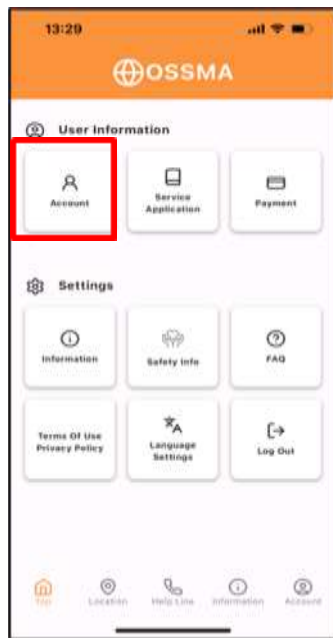 13:29
OSSMA
User Information
Account
Service
Application
Payment
Settings
Information
Safety Info
FAQ
Terms Of Use
Privacy Policy
Language
Settings
Log Out
Top
Location
Help Line
Information
Account